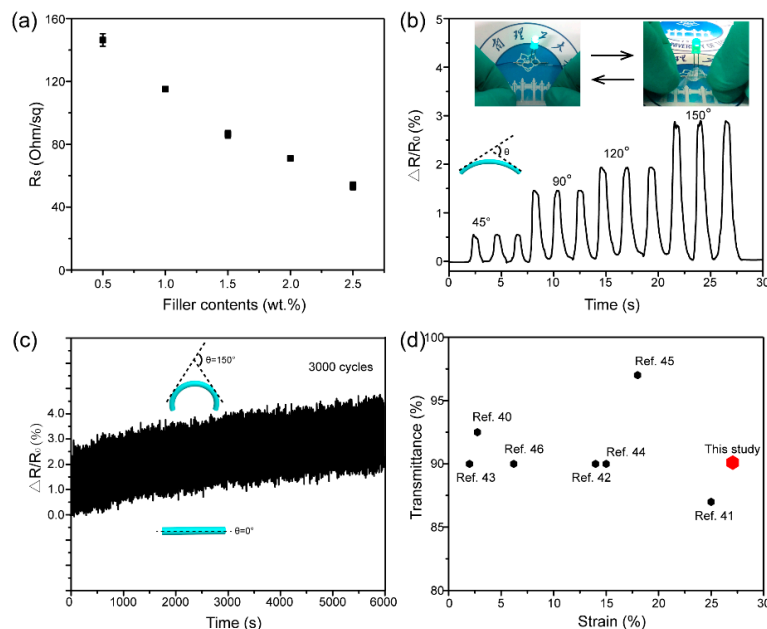 (a)
160
120
80
40
0
0.5
1.0
1.5
2.0
2.5
Rs (Ohm/sq)
Filler contents (wt.%)
(b)
5
4
3
2
1
0
0
5
10
15
20
25
30
△R/R₀ (%)
Time (s)
45°
90°
120°
150°
θ
(c)
4.0
3.0
2.0
1.0
0.0
0
1000
2000
3000
4000
5000
6000
△R/R₀ (%)
Time (s)
θ=150°
3000 cycles
θ=0°
(d)
100
95
90
85
80
0
5
10
15
20
25
30
Transmittance (%)
Strain (%)
Ref. 45
Ref. 40
Ref. 46
Ref. 44
This study
Ref. 43
Ref. 42
Ref. 41